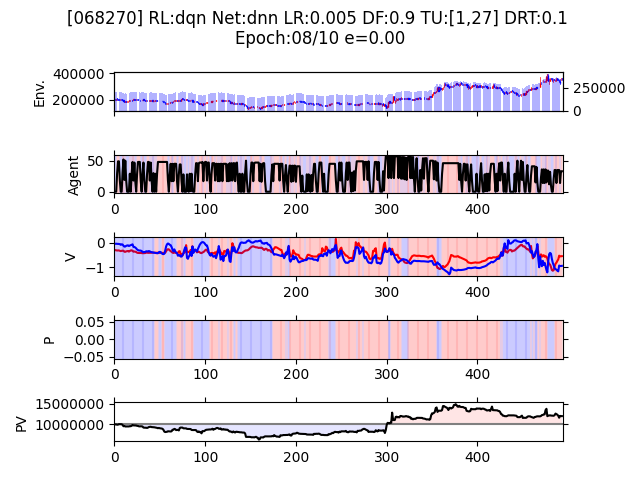 [068270] RL:dqn Net:dnn LR:0.005 DF:0.9 TU:[1,27] DRT:0.1
Epoch:08/10 e=0.00
Env.
400000
200000
250000
0
Agent
50
0
0 100 200 300 400
V
0
−1
0 100 200 300 400
P
0.05
0.00
−0.05
0 100 200 300 400
PV
15000000
10000000
0 100 200 300 400